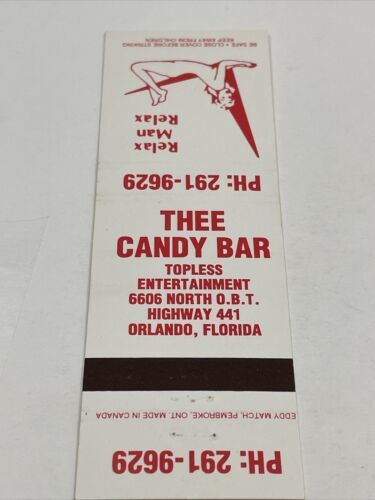 BE SAFE • CLOSE COVER BEFORE STRIKING
KEEP AWAY FROM CHILDREN
Relax
Man
Relax
PH: 291-9629
THEE
CANDY BAR
TOPLESS
ENTERTAINMENT
6606 NORTH O.B.T.
HIGHWAY 441
ORLANDO, FLORIDA
EDDY MATCH, PEMBROKE, ONT. MADE IN CANADA
PH: 291-9629